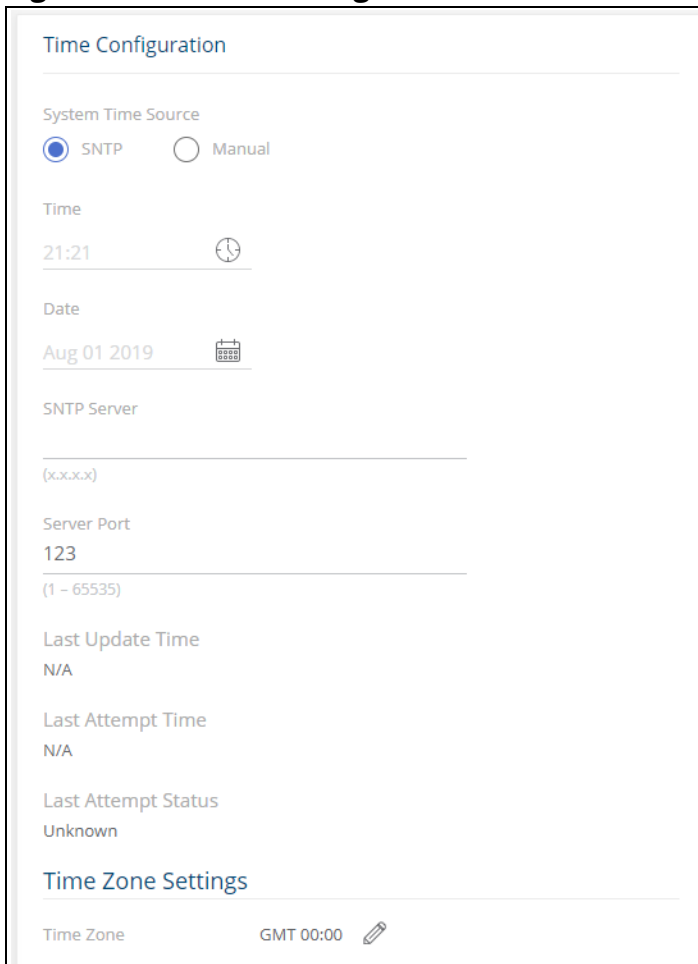 Time Configuration
System Time Source
SNTP Manual
Time
21:21
Date
Aug 01 2019
SNTP Server
(x.x.x.x)
Server Port
123
(1 – 65535)
Last Update Time
N/A
Last Attempt Time
N/A
Last Attempt Status
Unknown
Time Zone Settings
Time Zone GMT 00:00